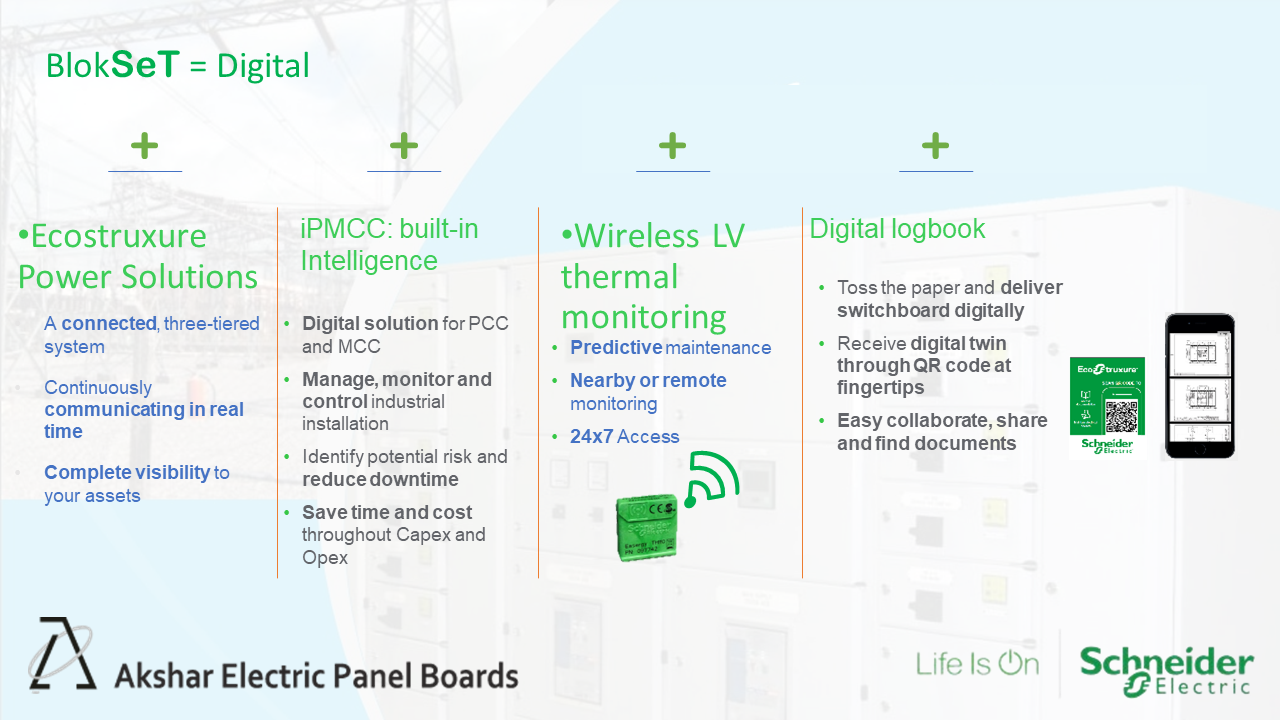 BlokSeT = Digital
+
+
+
+
•Ecostruxure
Power Solutions
A connected, three-tiered
system
Continuously
communicating in real
time
Complete visibility to
your assets
iPMCC: built-in
Intelligence
• Digital solution for PCC
and MCC
• Manage, monitor and
control industrial
installation
• Identify potential risk and
reduce downtime
• Save time and cost
throughout Capex and
Opex
•Wireless LV
thermal
monitoring
• Predictive maintenance
• Nearby or remote
monitoring
• 24x7 Access
CE
Digital logbook
• Toss the paper and deliver
switchboard digitally
• Receive digital twin
through QR code at
fingertips
• Easy collaborate, share
and find documents
EcoStruxure
SCAN QR CODE TO
Schneider
Electric
Akshar Electric Panel Boards
Life Is On
Schneider
Electric